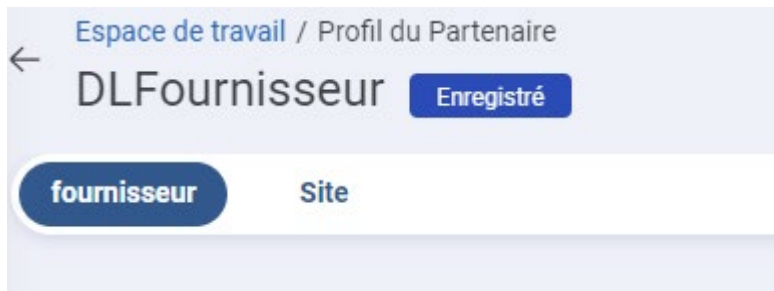 Espace de travail / Profil du Partenaire
DLFournisseur Enregistré
fournisseur Site